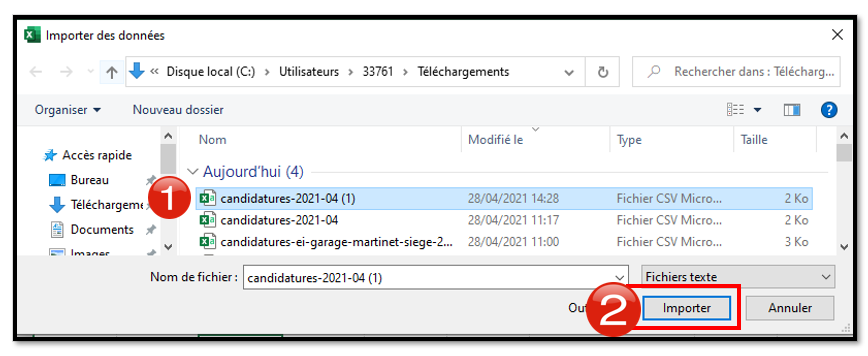 Importer des données
« Disque local (C:) > Utilisateurs > 33761 > Téléchargements
Rechercher dans : Télécharg...
Organiser
Nouveau dossier
Nom
Modifié le
Type
Taille
Accès rapide
Bureau
Téléchargeme
Documents
Images
Aujourd'hui (4)
1
candidatures-2021-04 (1) 28/04/2021 14:28 Fichier CSV Micro... 2 Ko
candidatures-2021-04 28/04/2021 11:17 Fichier CSV Micro... 2 Ko
candidatures-ei-garage-martinet-siege-2... 28/04/2021 11:00 Fichier CSV Micro... 3 Ko
Nom de fichier : candidatures-2021-04 (1)
Fichiers texte
2
Importer
Annuler